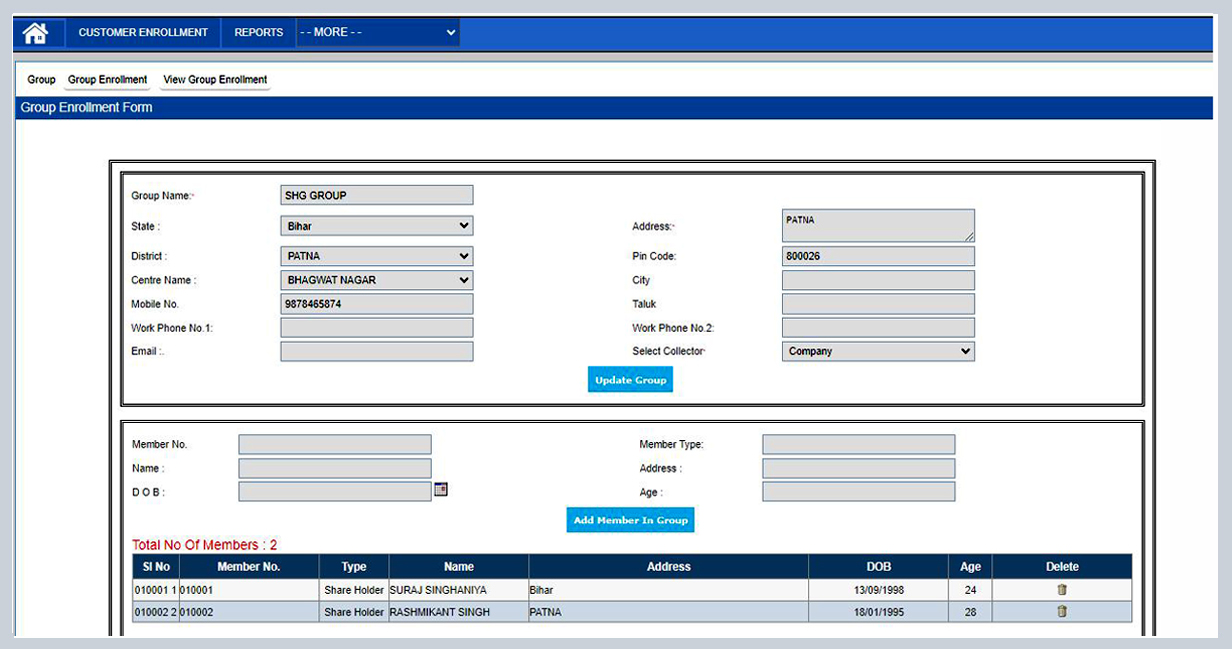 CUSTOMER ENROLLMENT REPORTS - - MORE - -
Group Group Enrollment View Group Enrollment
Group Enrollment Form
Group Name:* SHG GROUP
State : Bihar Address:* PATNA
District : PATNA Pin Code: 800026
Centre Name : BHAGWAT NAGAR City
Mobile No. 9878465874 Taluk
Work Phone No.1: Work Phone No.2:
Email :. Select Collector* Company
Update Group
Member No. Member Type:
Name : Address :
D O B : Age :
Add Member In Group
Total No Of Members : 2
Sl No Member No. Type Name Address DOB Age Delete
010001 1 010001 Share Holder SURAJ SINGHANIYA Bihar 13/09/1998 24
010002 2 010002 Share Holder RASHMIKANT SINGH PATNA 18/01/1995 28